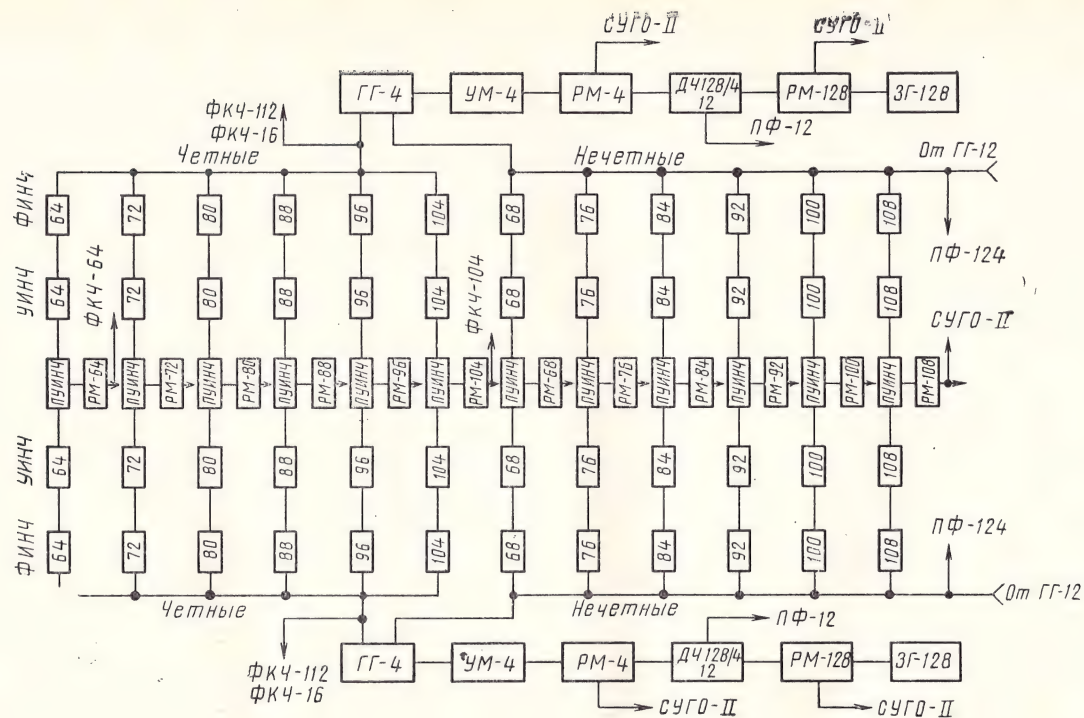 СУГО-II СУГО-II
ГГ-4 УМ-4 РМ-4 ДЧ128/4 РМ-128 ЗГ-128
12
ФКЧ-112
ФКЧ-16
ПФ-12
Четные Нечетные От ГГ-12
ФИНЧ 64 72 80 88 96 104 68 76 84 92 100 108
ПФ-124
ФКЧ-64 ФКЧ-104
УИНЧ 64 72 80 88 96 104 68 76 84 92 100 108
СУГО-II
ПУИНЧ РМ-64 ПУИНЧ РМ-72 ПУИНЧ РМ-80 ПУИНЧ РМ-88 ПУИНЧ РМ-96 ПУИНЧ РМ-104 ПУИНЧ РМ-68 ПУИНЧ РМ-76 ПУИНЧ РМ-84 ПУИНЧ РМ-92 ПУИНЧ РМ-100 ПУИНЧ РМ-108
УИНЧ 64 72 80 88 96 104 68 76 84 92 100 108
ПФ-124
ФИНЧ 64 72 80 88 96 104 68 76 84 92 100 108
Четные Нечетные От ГГ-12
ПФ-12
ГГ-4 УМ-4 РМ-4 ДЧ128/4 РМ-128 ЗГ-128
12
ФКЧ-112
ФКЧ-16
СУГО-II СУГО-II